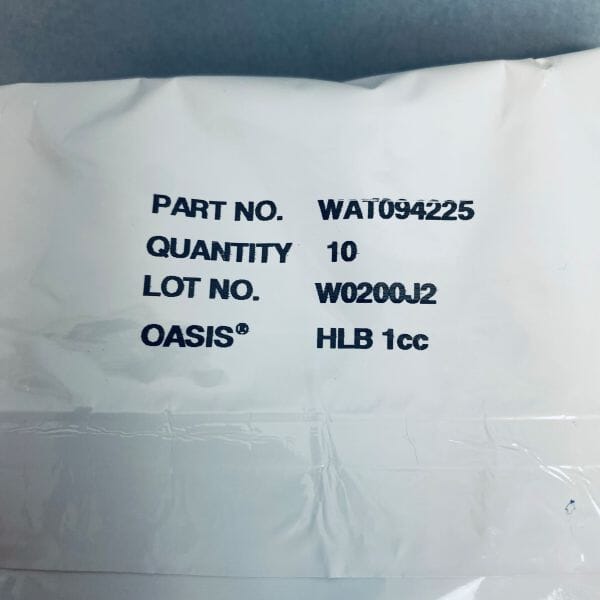 PART NO. WAT094225
QUANTITY 10
LOT NO. W0200J2
OASIS® HLB 1cc